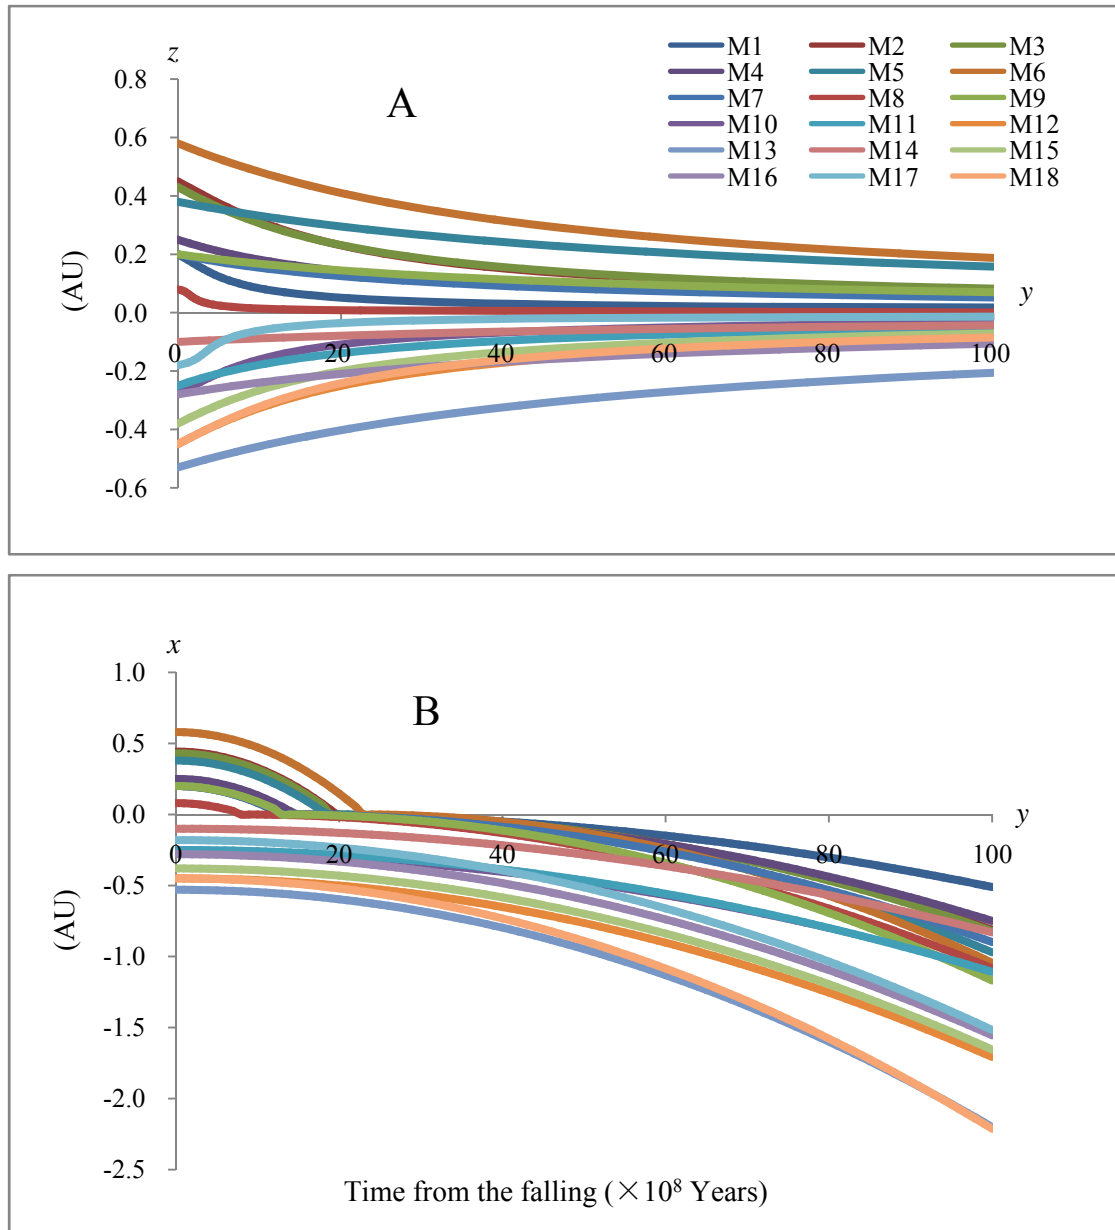 z
M1 M2 M3
M4 M5 M6
M7 M8 M9
M10 M11 M12
M13 M14 M15
M16 M17 M18
A
0.8
0.6
0.4
0.2
0.0
-0.2
-0.4
-0.6
(AU)
0 20 40 60 80 100
y
x
B
1.0
0.5
0.0
-0.5
-1.0
-1.5
-2.0
-2.5
(AU)
0 20 40 60 80 100
y
Time from the falling (×10⁸ Years)